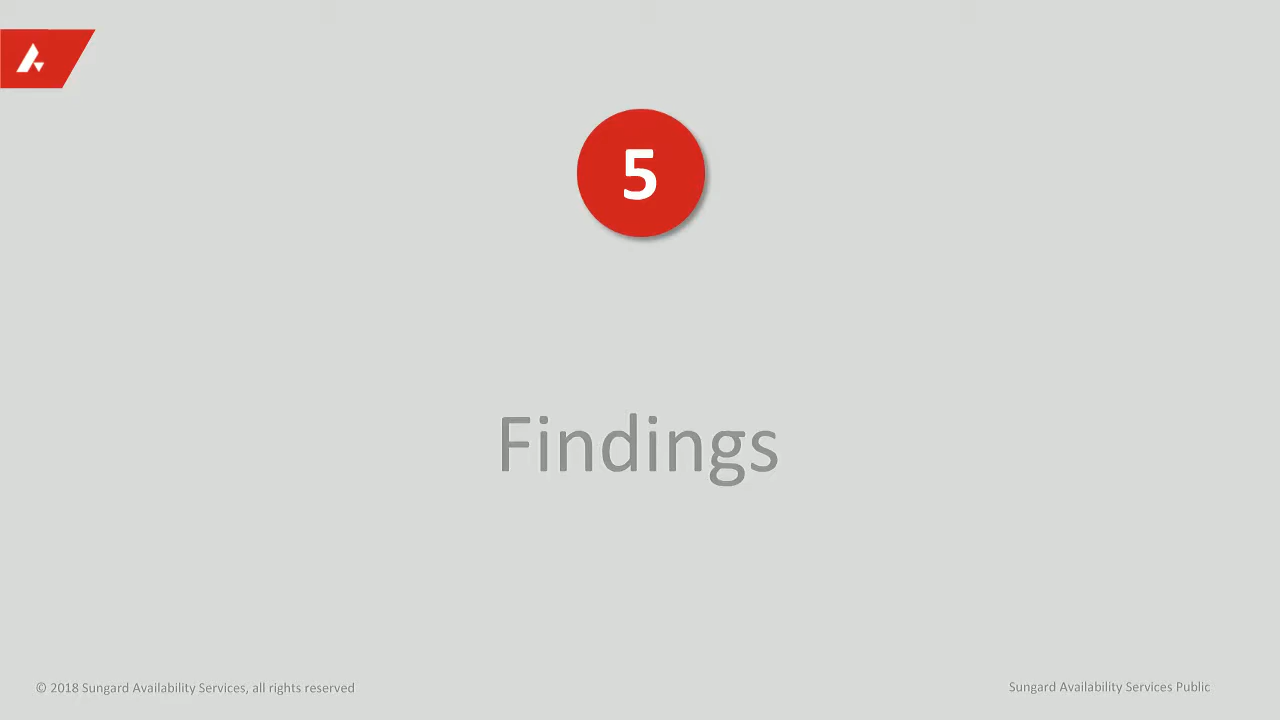 5
Findings
© 2018 Sungard Availability Services, all rights reserved
Sungard Availability Services Public